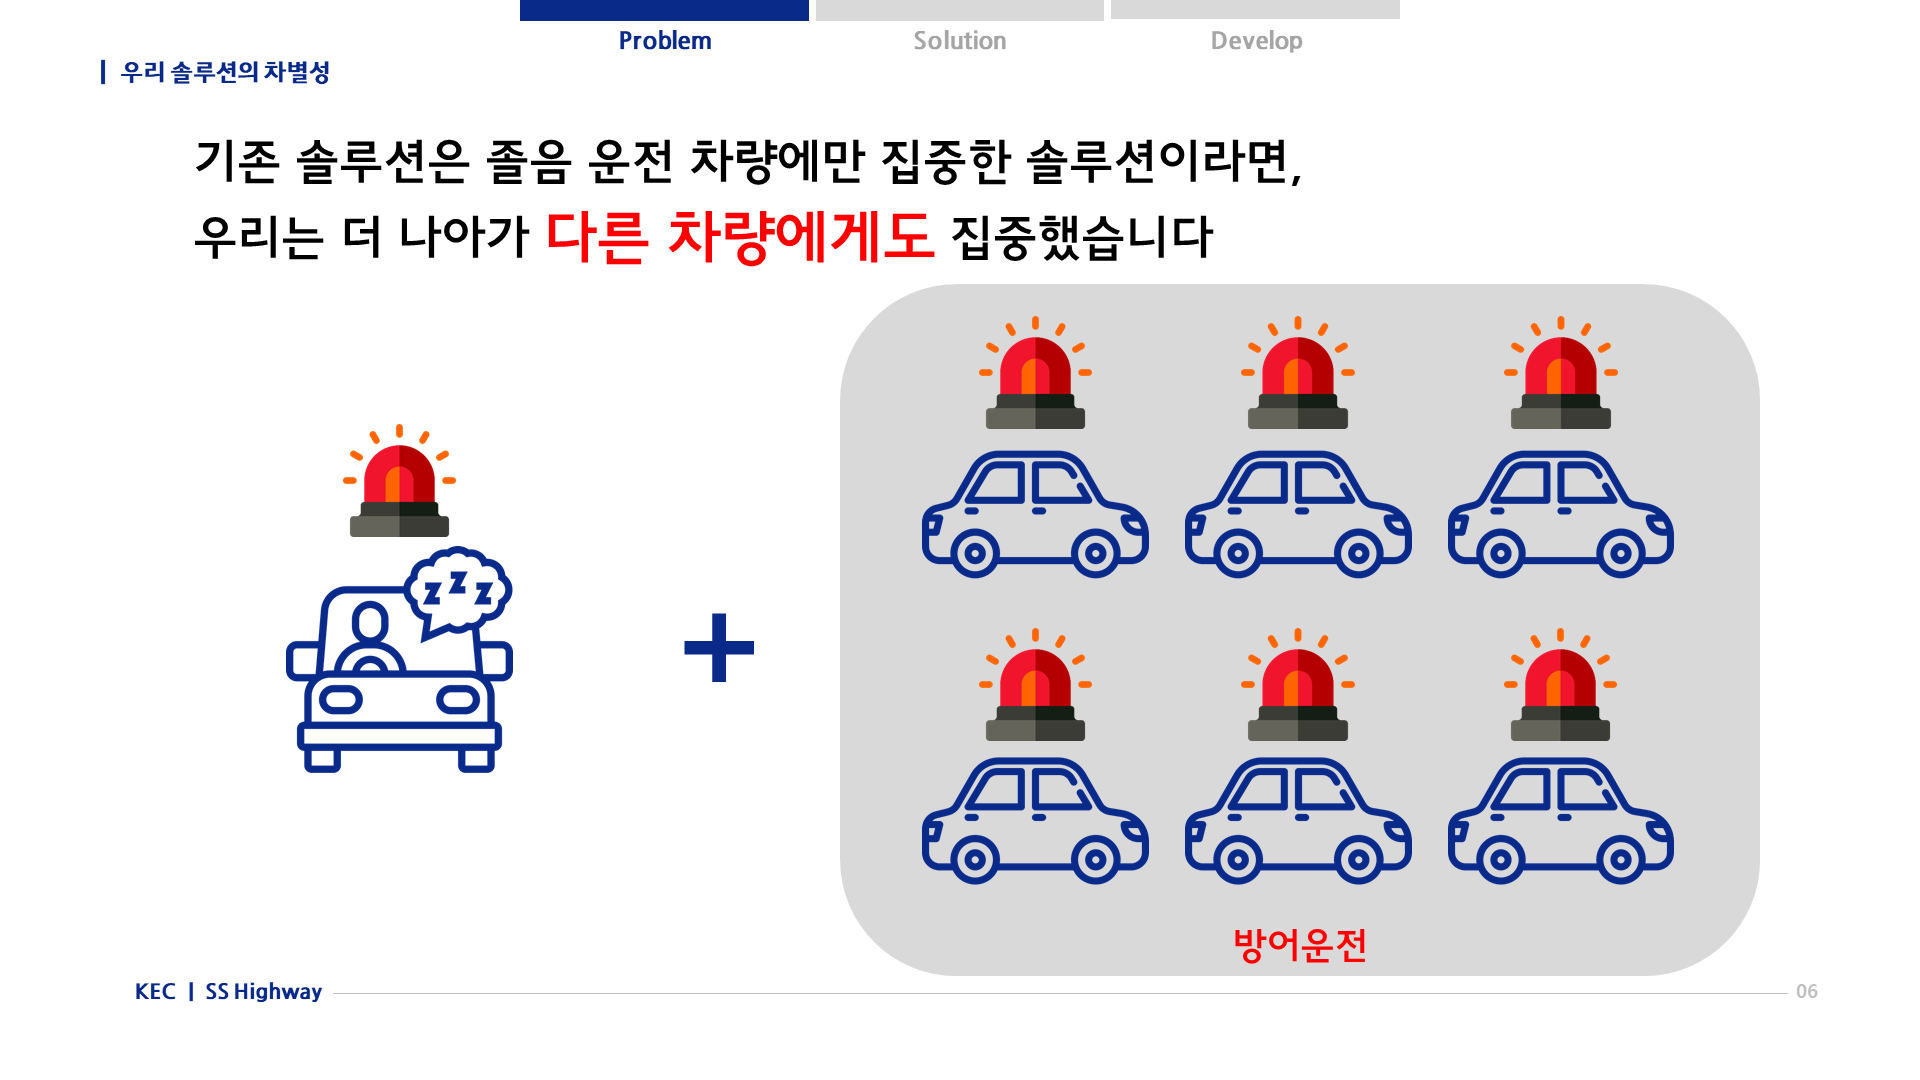 Problem
Solution
Develop
| 우리 솔루션의 차별성
기존 솔루션은 졸음 운전 차량에만 집중한 솔루션이라면,
우리는 더 나아가 다른 차량에게도 집중했습니다
z z z
+
방어운전
KEC | SS Highway
06